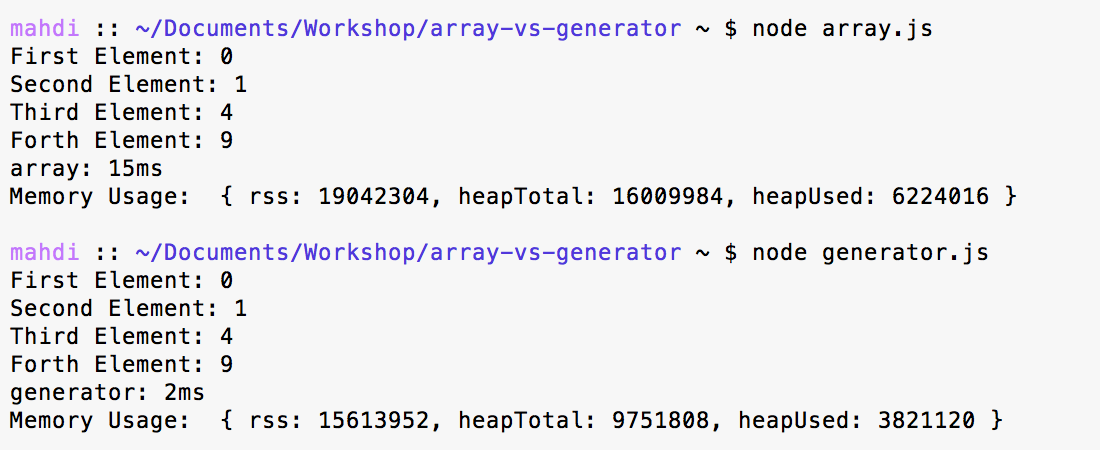 mahdi :: ~/Documents/Workshop/array-vs-generator ~ $ node array.js
First Element: 0
Second Element: 1
Third Element: 4
Forth Element: 9
array: 15ms
Memory Usage:  { rss: 19042304, heapTotal: 16009984, heapUsed: 6224016 }
mahdi :: ~/Documents/Workshop/array-vs-generator ~ $ node generator.js
First Element: 0
Second Element: 1
Third Element: 4
Forth Element: 9
generator: 2ms
Memory Usage:  { rss: 15613952, heapTotal: 9751808, heapUsed: 3821120 }